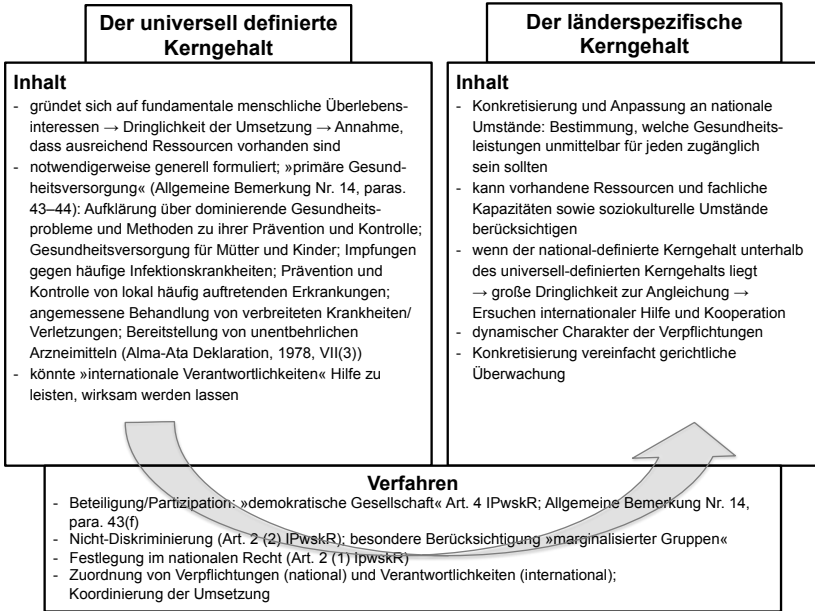 Der universell definierte
Kerngehalt
Inhalt
- gründet sich auf fundamentale menschliche Überlebens-
interessen → Dringlichkeit der Umsetzung → Annahme,
dass ausreichend Ressourcen vorhanden sind
- notwendigerweise generell formuliert; »primäre Gesund-
heitsversorgung« (Allgemeine Bemerkung Nr. 14, paras.
43–44): Aufklärung über dominierende Gesundheits-
probleme und Methoden zu ihrer Prävention und Kontrolle;
Gesundheitsversorgung für Mütter und Kinder; Impfungen
gegen häufige Infektionskrankheiten; Prävention und
Kontrolle von lokal häufig auftretenden Erkrankungen;
angemessene Behandlung von verbreiteten Krankheiten/
Verletzungen; Bereitstellung von unentbehrlichen
Arzneimitteln (Alma-Ata Deklaration, 1978, VII(3))
- könnte »internationale Verantwortlichkeiten« Hilfe zu
leisten, wirksam werden lassen
Der länderspezifische
Kerngehalt
Inhalt
- Konkretisierung und Anpassung an nationale
Umstände: Bestimmung, welche Gesundheits-
leistungen unmittelbar für jeden zugänglich
sein sollten
- kann vorhandene Ressourcen und fachliche
Kapazitäten sowie soziokulturelle Umstände
berücksichtigen
- wenn der national-definierte Kerngehalt unterhalb
des universell-definierten Kerngehalts liegt
→ große Dringlichkeit zur Angleichung →
Ersuchen internationaler Hilfe und Kooperation
- dynamischer Charakter der Verpflichtungen
- Konkretisierung vereinfacht gerichtliche
Überwachung
Verfahren
- Beteiligung/Partizipation: »demokratische Gesellschaft« Art. 4 IPwskR; Allgemeine Bemerkung Nr. 14,
para. 43(f)
- Nicht-Diskriminierung (Art. 2 (2) IPwskR); besondere Berücksichtigung »marginalisierter Gruppen«
- Festlegung im nationalen Recht (Art. 2 (1) IpwskR)
- Zuordnung von Verpflichtungen (national) und Verantwortlichkeiten (international);
Koordinierung der Umsetzung